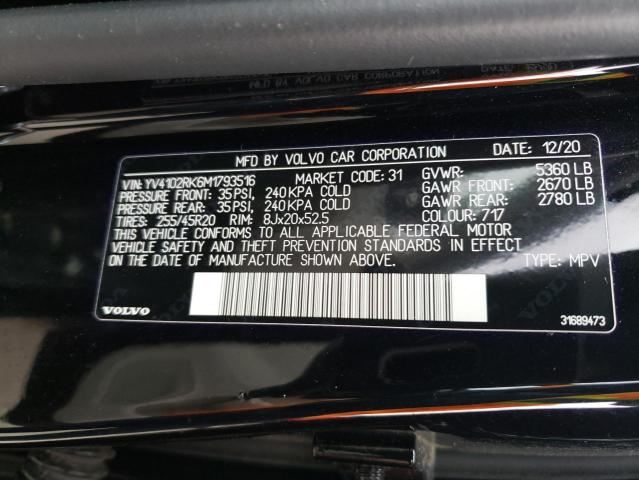 MFD BY VOLVO CAR CORPORATION DATE: 12/20
VIN: YV4102RK6M1793516 MARKET CODE: 31 GVWR: 5360 LB
PRESSURE FRONT: 35 PSI, 240 KPA COLD GAWR FRONT: 2670 LB
PRESSURE REAR: 35 PSI, 240 KPA COLD GAWR REAR: 2780 LB
TIRES: 255/45R20 RIM: 8Jx20x52.5 COLOUR: 717
THIS VEHICLE CONFORMS TO ALL APPLICABLE FEDERAL MOTOR
VEHICLE SAFETY AND THEFT PREVENTION STANDARDS IN EFFECT
ON THE DATE OF MANUFACTURE SHOWN ABOVE. TYPE: MPV
VOLVO 31689473